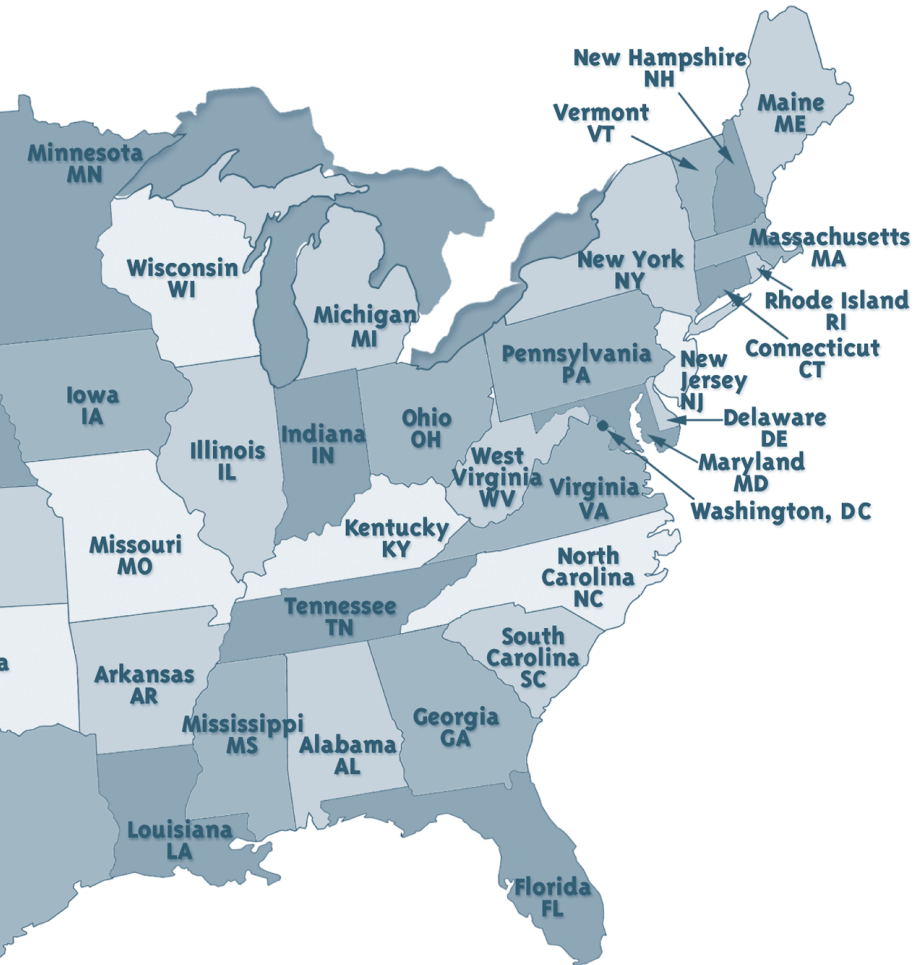 New Hampshire
NH
Vermont
VT
Maine
ME
Minnesota
MN
Massachusetts
MA
Wisconsin
WI
New York
NY
Rhode Island
RI
Michigan
MI
Connecticut
CT
Pennsylvania
PA
New
Jersey
NJ
Iowa
IA
Ohio
OH
Indiana
IN
Illinois
IL
Delaware
DE
West
Virginia
WV
Maryland
MD
Virginia
VA
Washington, DC
Kentucky
KY
Missouri
MO
North
Carolina
NC
Tennessee
TN
South
Carolina
SC
a
Arkansas
AR
Mississippi
MS
Georgia
GA
Alabama
AL
Louisiana
LA
Florida
FL